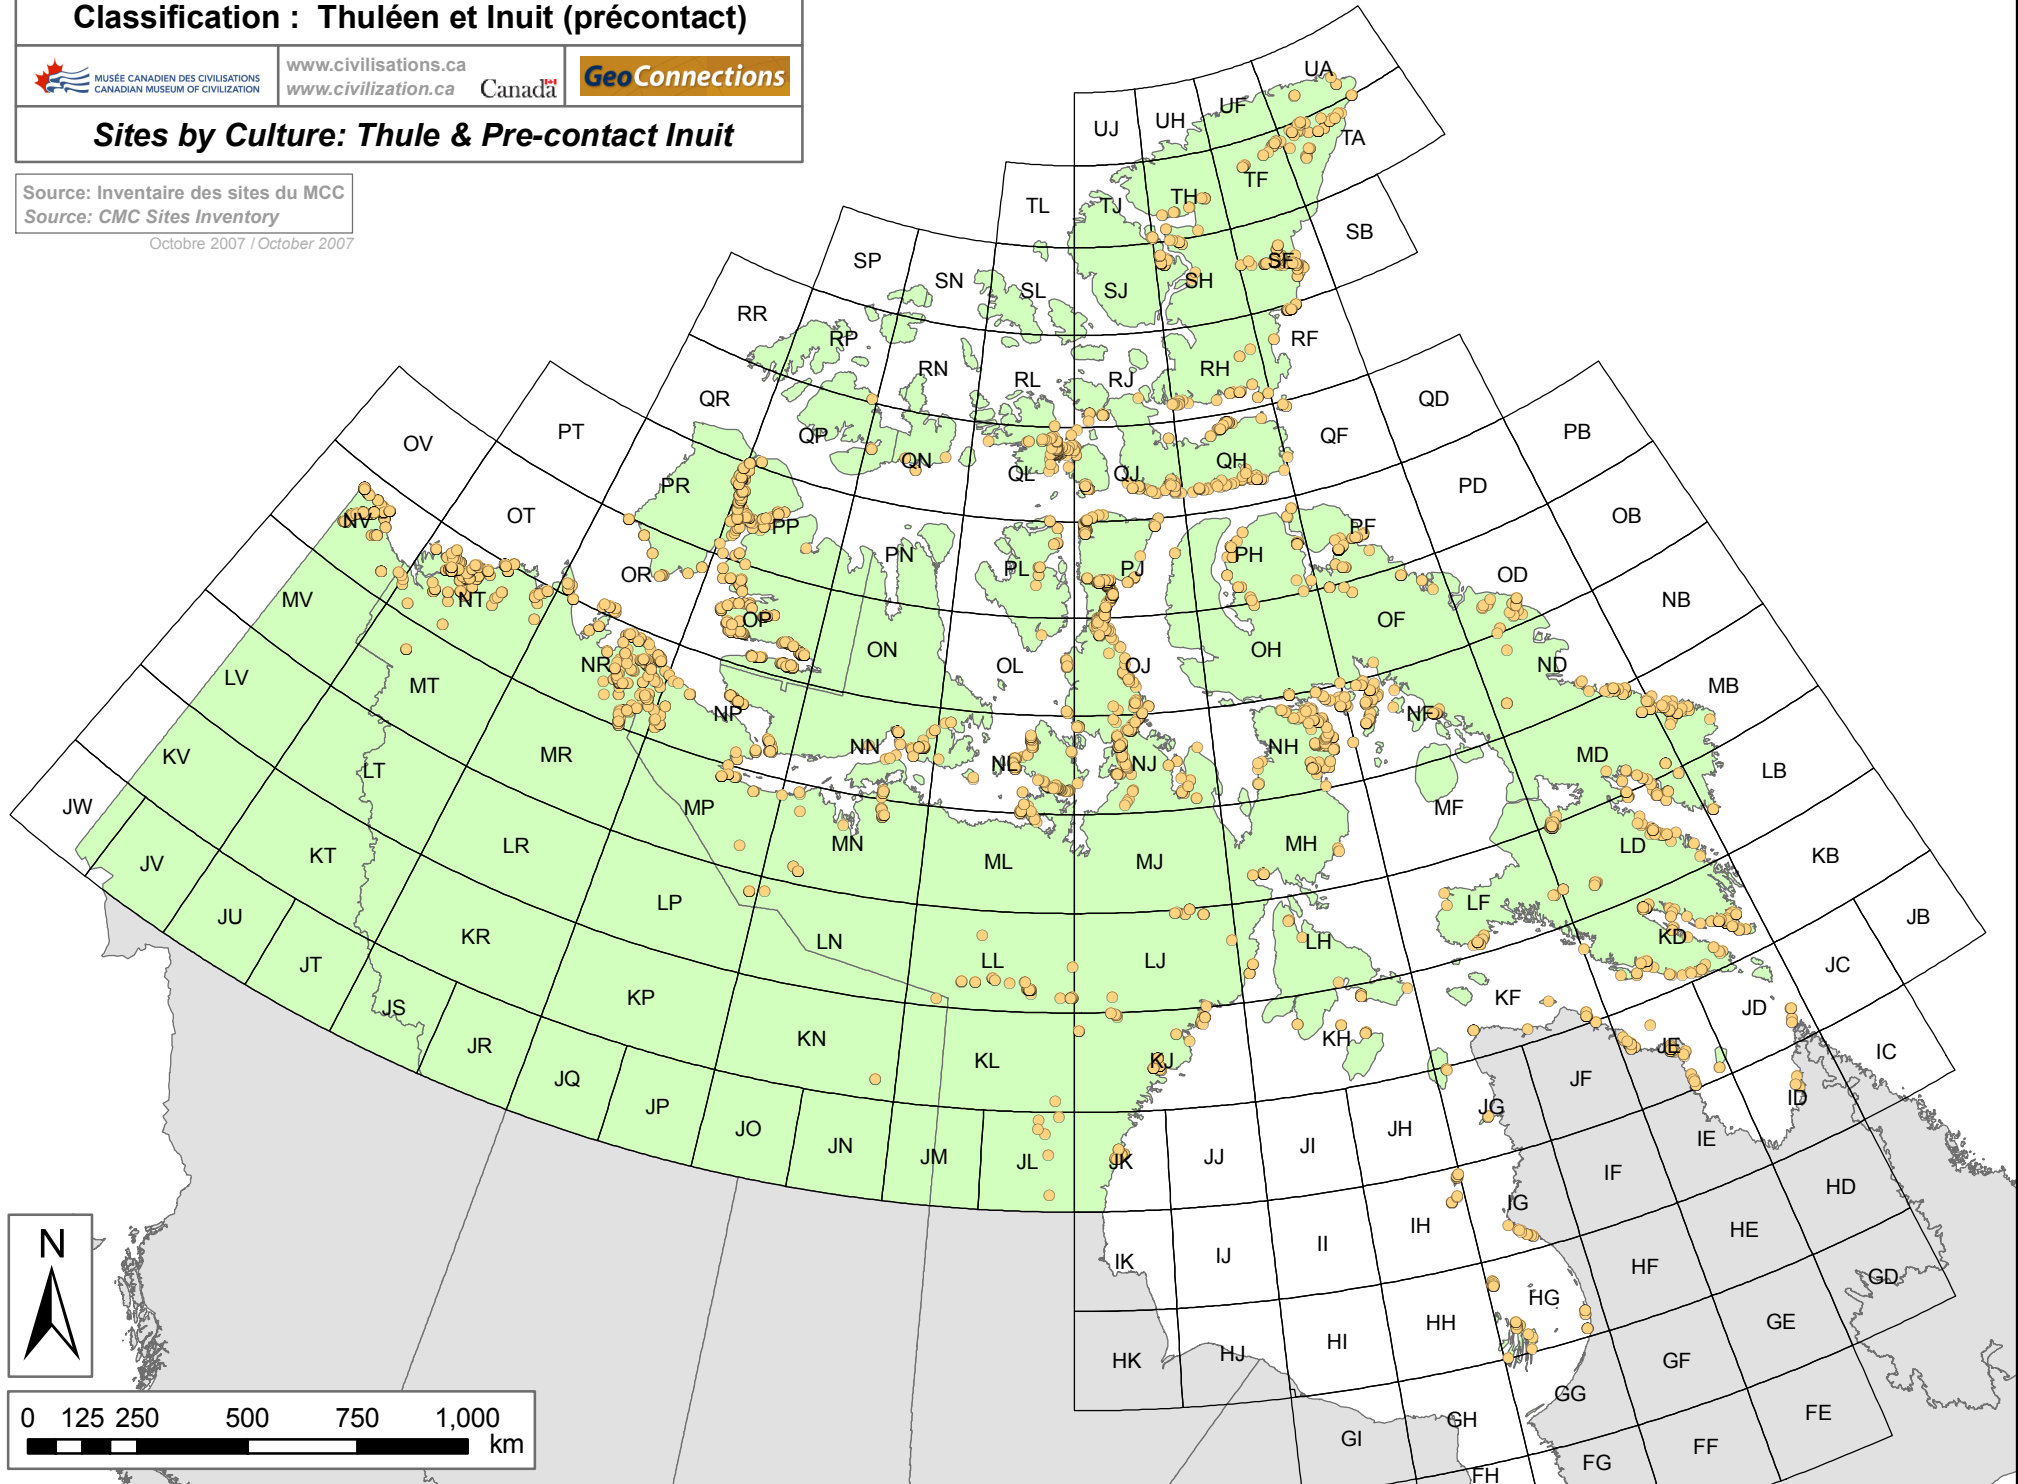 Classification : Thuléen et Inuit (précontact)
MUSÉE CANADIEN DES CIVILISATIONS
CANADIAN MUSEUM OF CIVILIZATION
www.civilisations.ca
www.civilization.ca
Canada
GeoConnections
Sites by Culture: Thule & Pre-contact Inuit
Source: Inventaire des sites du MCC
Source: CMC Sites Inventory
Octobre 2007 / October 2007
UA
UF
UH
UJ
TA
TF
TH
TJ
TL
SB
SF
SH
SJ
SL
SN
SP
RF
RH
RJ
RL
RN
RP
RR
QD
QF
QH
QJ
QL
QN
QP
QR
PB
PD
PF
PH
PJ
PL
PN
PP
PR
PT
OB
OD
OF
OH
OJ
OL
ON
OP
OR
OT
OV
NB
ND
NF
NH
NJ
NL
NN
NP
NR
NT
NV
MB
MD
MF
MH
MJ
ML
MN
MP
MR
MT
MV
LB
LD
LF
LH
LJ
LL
LN
LP
LR
LT
LV
KB
KD
KF
KH
KJ
KL
KN
KP
KR
KT
KV
JB
JC
JD
JE
JF
JG
JH
JI
JJ
JK
JL
JM
JN
JO
JP
JQ
JR
JS
JT
JU
JV
JW
IC
ID
IE
IF
IG
IH
II
IJ
IK
HD
HE
HF
HG
HH
HI
HJ
HK
GD
GE
GF
GG
GH
GI
FE
FF
FG
FH
N
0 125 250 500 750 1,000
km